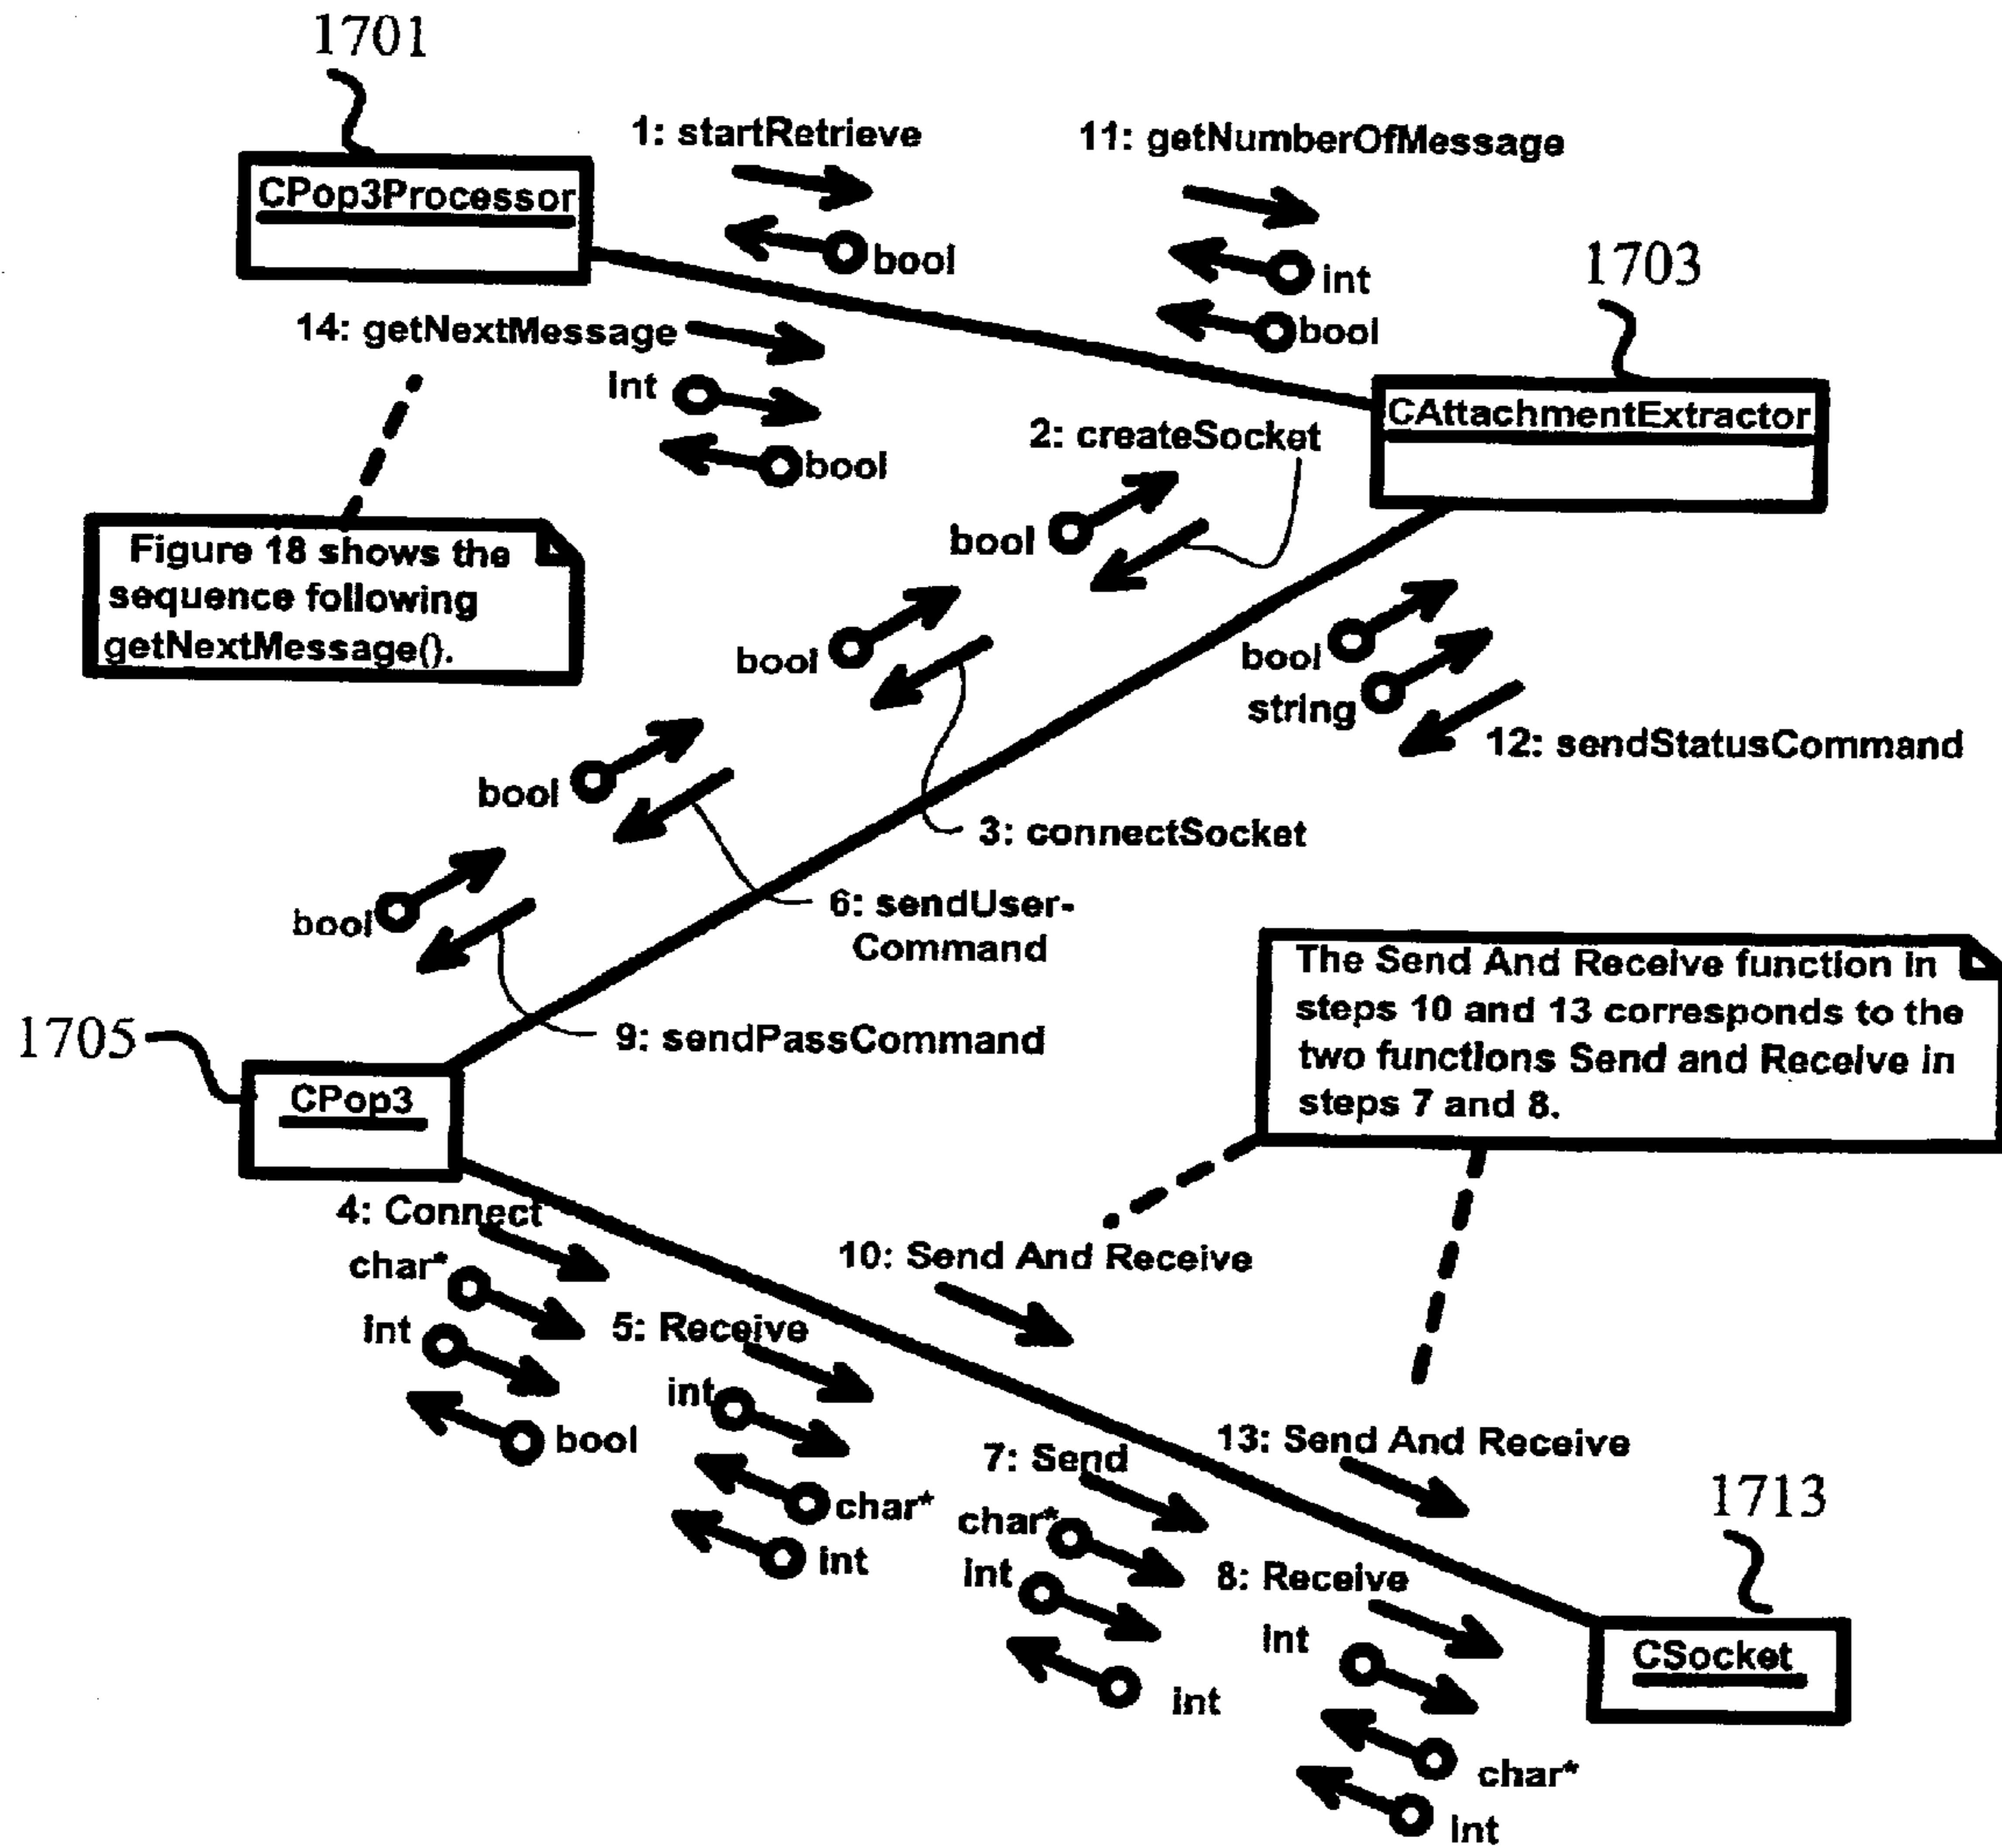 1701
1: startRetrieve
11: getNumberOfMessage
CPop3Processor
bool
int
bool
1703
14: getNextMessage
int
bool
CAttachmentExtractor
2: createSocket
bool
Figure 18 shows the
sequence following
getNextMessage().
bool
bool
string
12: sendStatusCommand
bool
3: connectSocket
6: sendUser-
Command
bool
9: sendPassCommand
The Send And Receive function in
steps 10 and 13 corresponds to the
two functions Send and Receive in
steps 7 and 8.
1705
CPop3
4: Connect
char*
int
bool
10: Send And Receive
5: Receive
int
char*
int
13: Send And Receive
7: Send
char*
int
int
1713
8: Receive
int
char*
int
CSocket